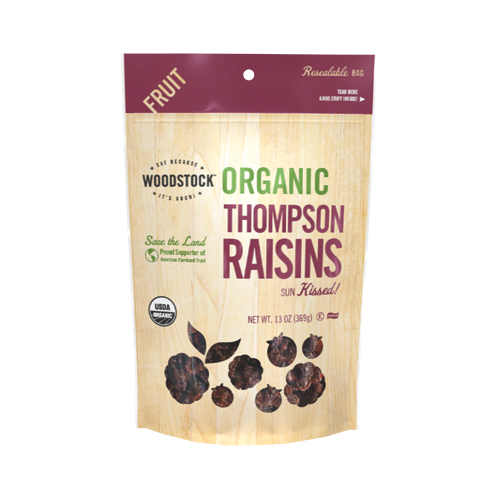 FRUIT
Resealable BAG
TEAR HERE
GOOD STUFF INSIDE!
EAT BECAUSE
WOODSTOCK™
IT'S GOOD!
ORGANIC
THOMPSON
RAISINS
SUN Kissed!
Save the Land
Proud Supporter of
American Farmland Trust
USDA
ORGANIC
NET WT. 13 OZ (369g)